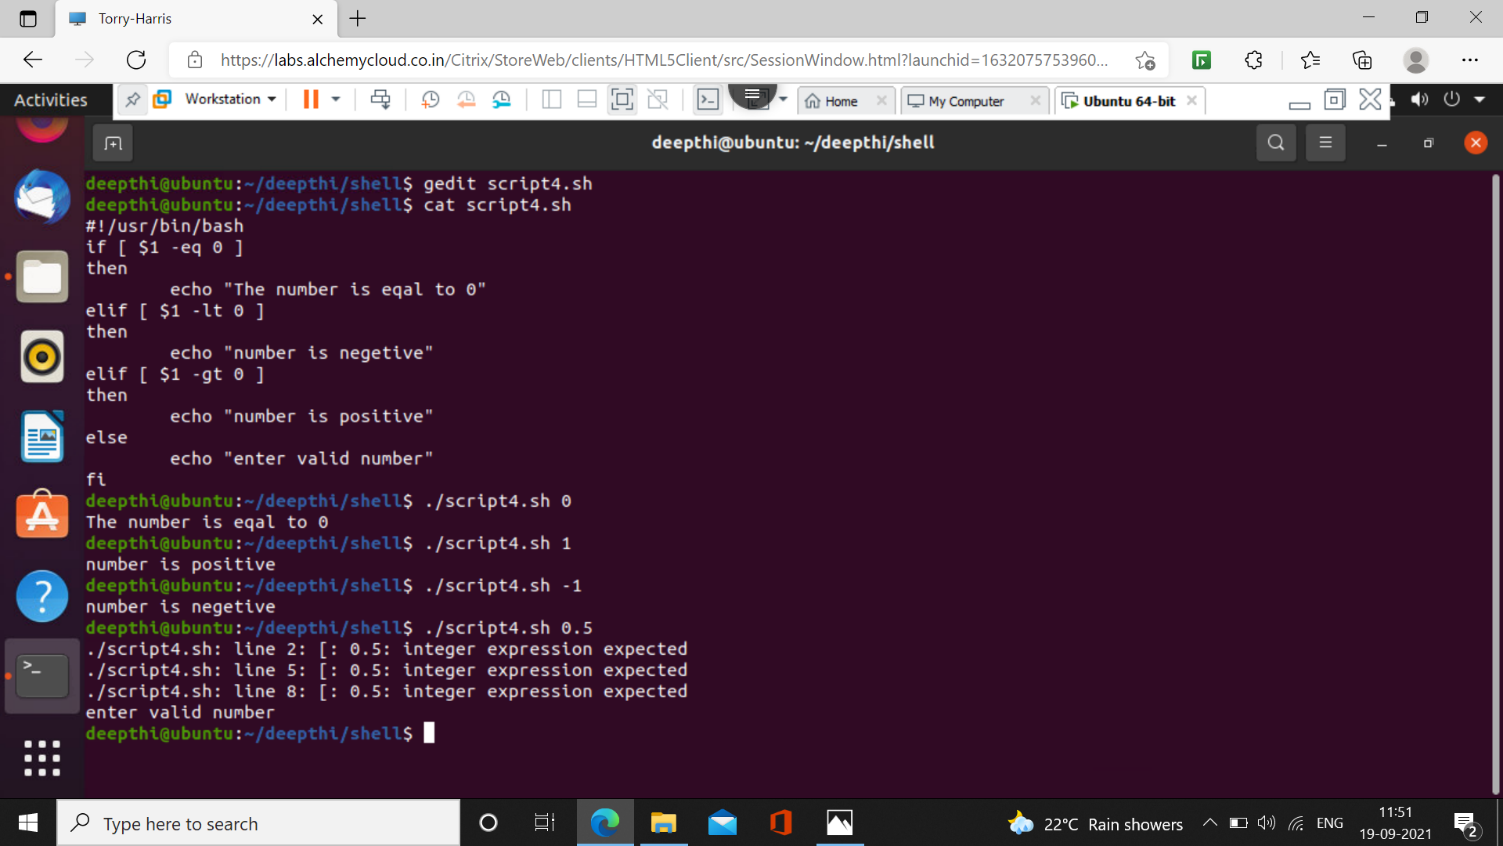 Torry-Harris
https://labs.alchemycloud.co.in/Citrix/StoreWeb/clients/HTML5Client/src/SessionWindow.html?launchid=1632075753960...
Activities
Workstation
Home
My Computer
Ubuntu 64-bit
deepthi@ubuntu: ~/deepthi/shell
deepthi@ubuntu:~/deepthi/shell$ gedit script4.sh
deepthi@ubuntu:~/deepthi/shell$ cat script4.sh
#!/usr/bin/bash
if [ $1 -eq 0 ]
then
        echo "The number is eqal to 0"
elif [ $1 -lt 0 ]
then
        echo "number is negetive"
elif [ $1 -gt 0 ]
then
        echo "number is positive"
else
        echo "enter valid number"
fi
deepthi@ubuntu:~/deepthi/shell$ ./script4.sh 0
The number is eqal to 0
deepthi@ubuntu:~/deepthi/shell$ ./script4.sh 1
number is positive
deepthi@ubuntu:~/deepthi/shell$ ./script4.sh -1
number is negetive
deepthi@ubuntu:~/deepthi/shell$ ./script4.sh 0.5
./script4.sh: line 2: [: 0.5: integer expression expected
./script4.sh: line 5: [: 0.5: integer expression expected
./script4.sh: line 8: [: 0.5: integer expression expected
enter valid number
deepthi@ubuntu:~/deepthi/shell$
Type here to search
22°C Rain showers
ENG
11:51
19-09-2021
2